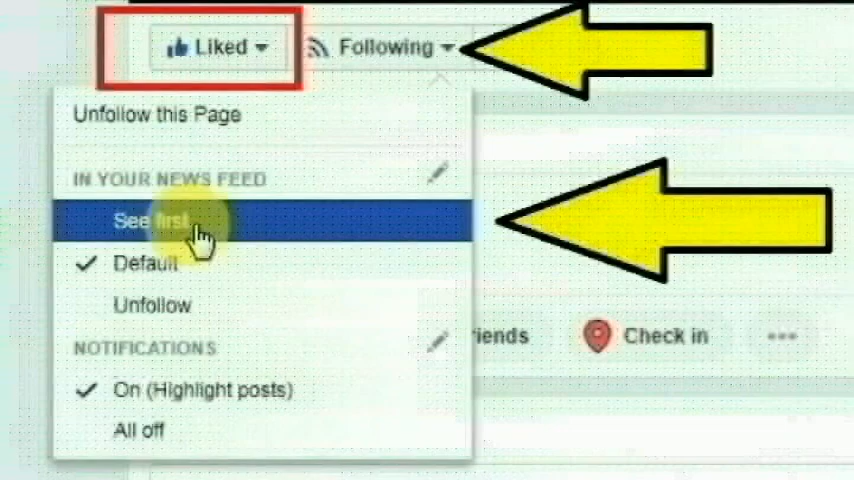 Liked Following
Unfollow this Page
IN YOUR NEWS FEED
See first
Default
Unfollow
NOTIFICATIONS
riends Check in
On (Highlight posts)
All off